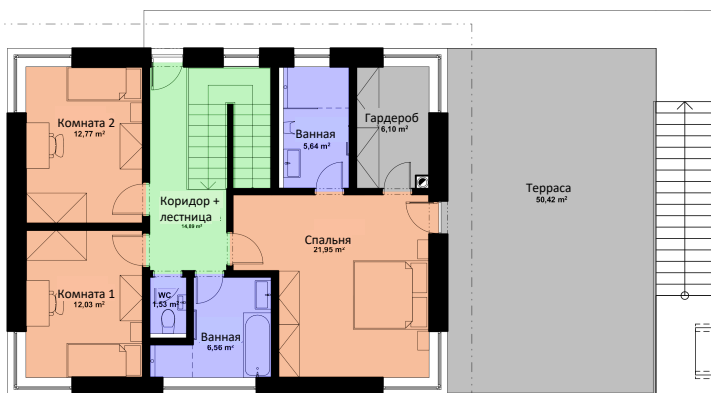 Комната 2
12,77 m²
Ванная
5,64 m²
Гардероб
6,10 m²
Терраса
50,42 m²
Коридор +
лестница
14,89 m²
Спальня
21,95 m²
Комната 1
12,03 m²
WC
1,53 m²
Ванная
6,56 m²